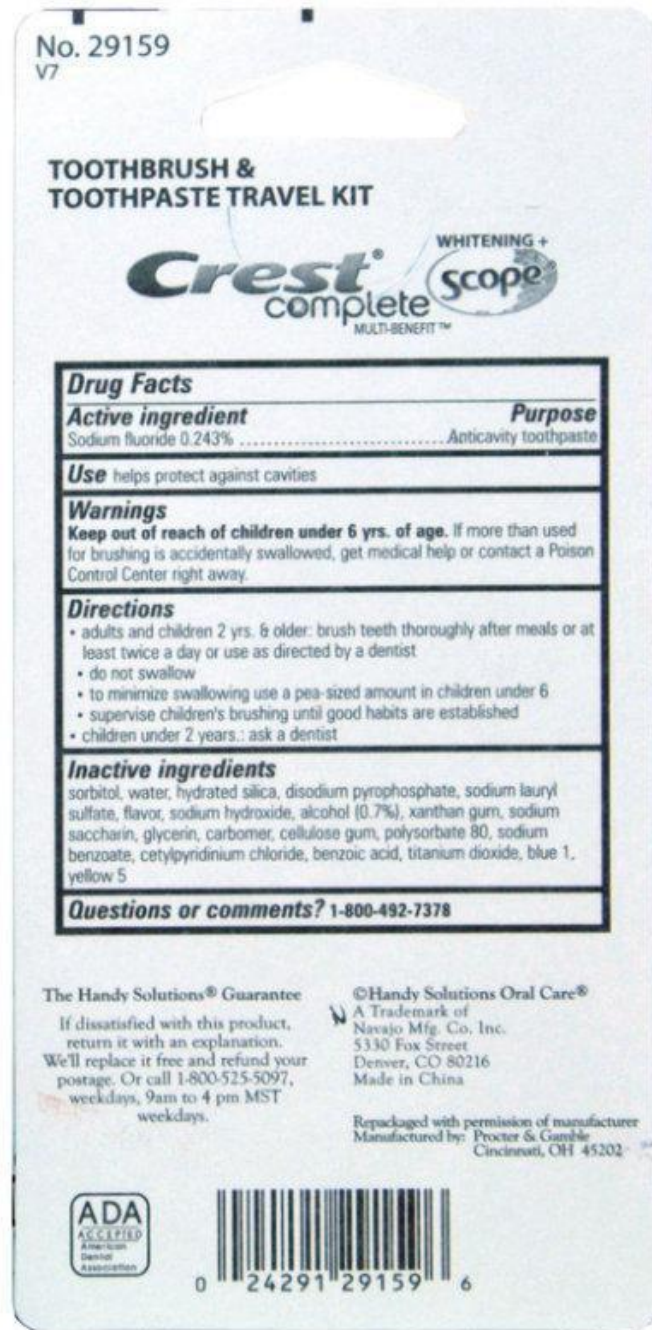 No. 29159
V7
TOOTHBRUSH &
TOOTHPASTE TRAVEL KIT
Crest®
complete
MULTI-BENEFIT™
WHITENING +
scope®
Drug Facts
Active ingredient Purpose
Sodium fluoride 0.243% ............................ Anticavity toothpaste
Use helps protect against cavities
Warnings
Keep out of reach of children under 6 yrs. of age. If more than used
for brushing is accidentally swallowed, get medical help or contact a Poison
Control Center right away.
Directions
• adults and children 2 yrs. & older: brush teeth thoroughly after meals or at
least twice a day or use as directed by a dentist
• do not swallow
• to minimize swallowing use a pea-sized amount in children under 6
• supervise children's brushing until good habits are established
• children under 2 years.: ask a dentist
Inactive ingredients
sorbitol, water, hydrated silica, disodium pyrophosphate, sodium lauryl
sulfate, flavor, sodium hydroxide, alcohol (0.7%), xanthan gum, sodium
saccharin, glycerin, carbomer, cellulose gum, polysorbate 80, sodium
benzoate, cetylpyridinium chloride, benzoic acid, titanium dioxide, blue 1,
yellow 5
Questions or comments? 1-800-492-7378
The Handy Solutions® Guarantee
If dissatisfied with this product,
return it with an explanation.
We'll replace it free and refund your
postage. Or call 1-800-525-5097,
weekdays, 9am to 4 pm MST
weekdays.
©Handy Solutions Oral Care®
A Trademark of
Navajo Mfg. Co. Inc.
5330 Fox Street
Denver, CO 80216
Made in China
Repackaged with permission of manufacturer
Manufactured by: Procter & Gamble
Cincinnati, OH 45202
ADA
ACCEPTED
American
Dental
Association
0 24291 29159 6